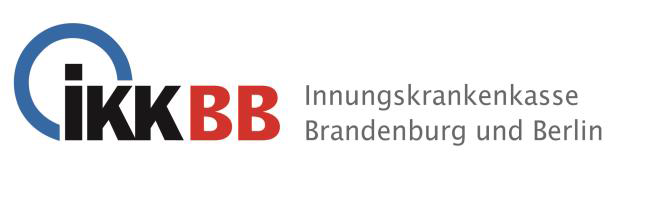 iKKBB
Innungskrankenkasse
Brandenburg und Berlin